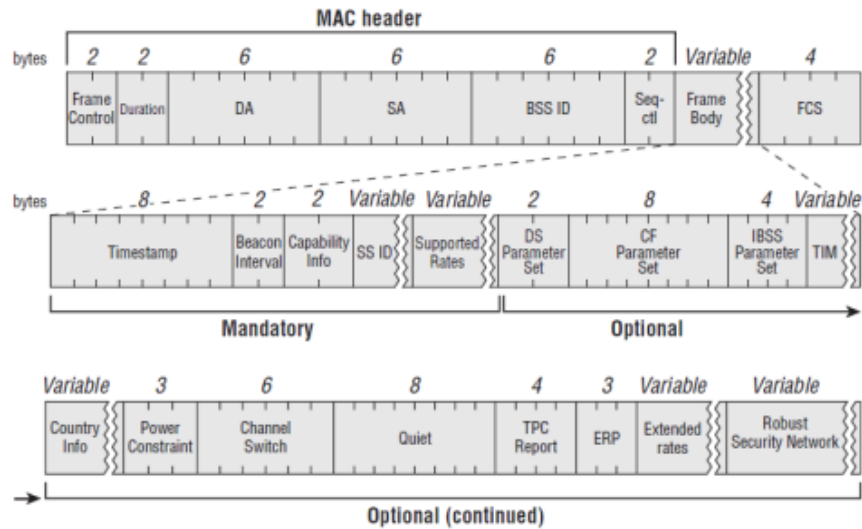 MAC header
bytes 2 2 6 6 6 2 Variable 4
Frame Control Duration DA SA BSS ID Seq-ctl Frame Body FCS
bytes 8 2 2 Variable Variable 2 8 4 Variable
Timestamp Beacon Interval Capability Info SS ID Supported Rates DS Parameter Set CF Parameter Set IBSS Parameter Set TIM
Mandatory Optional
Variable 3 6 8 4 3 Variable Variable
Country Info Power Constraint Channel Switch Quiet TPC Report ERP Extended rates Robust Security Network
Optional (continued)